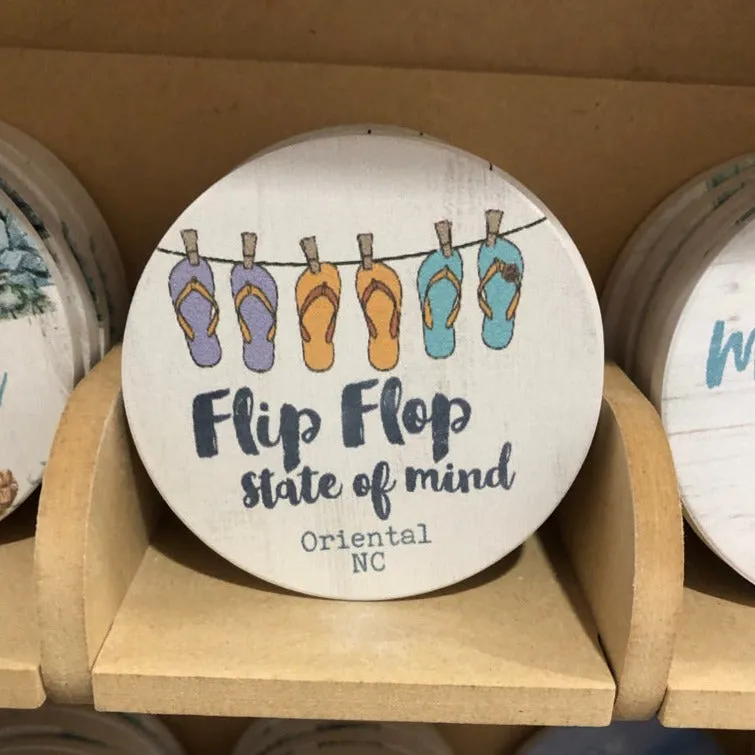 Flip Flop
state of mind
Oriental
NC